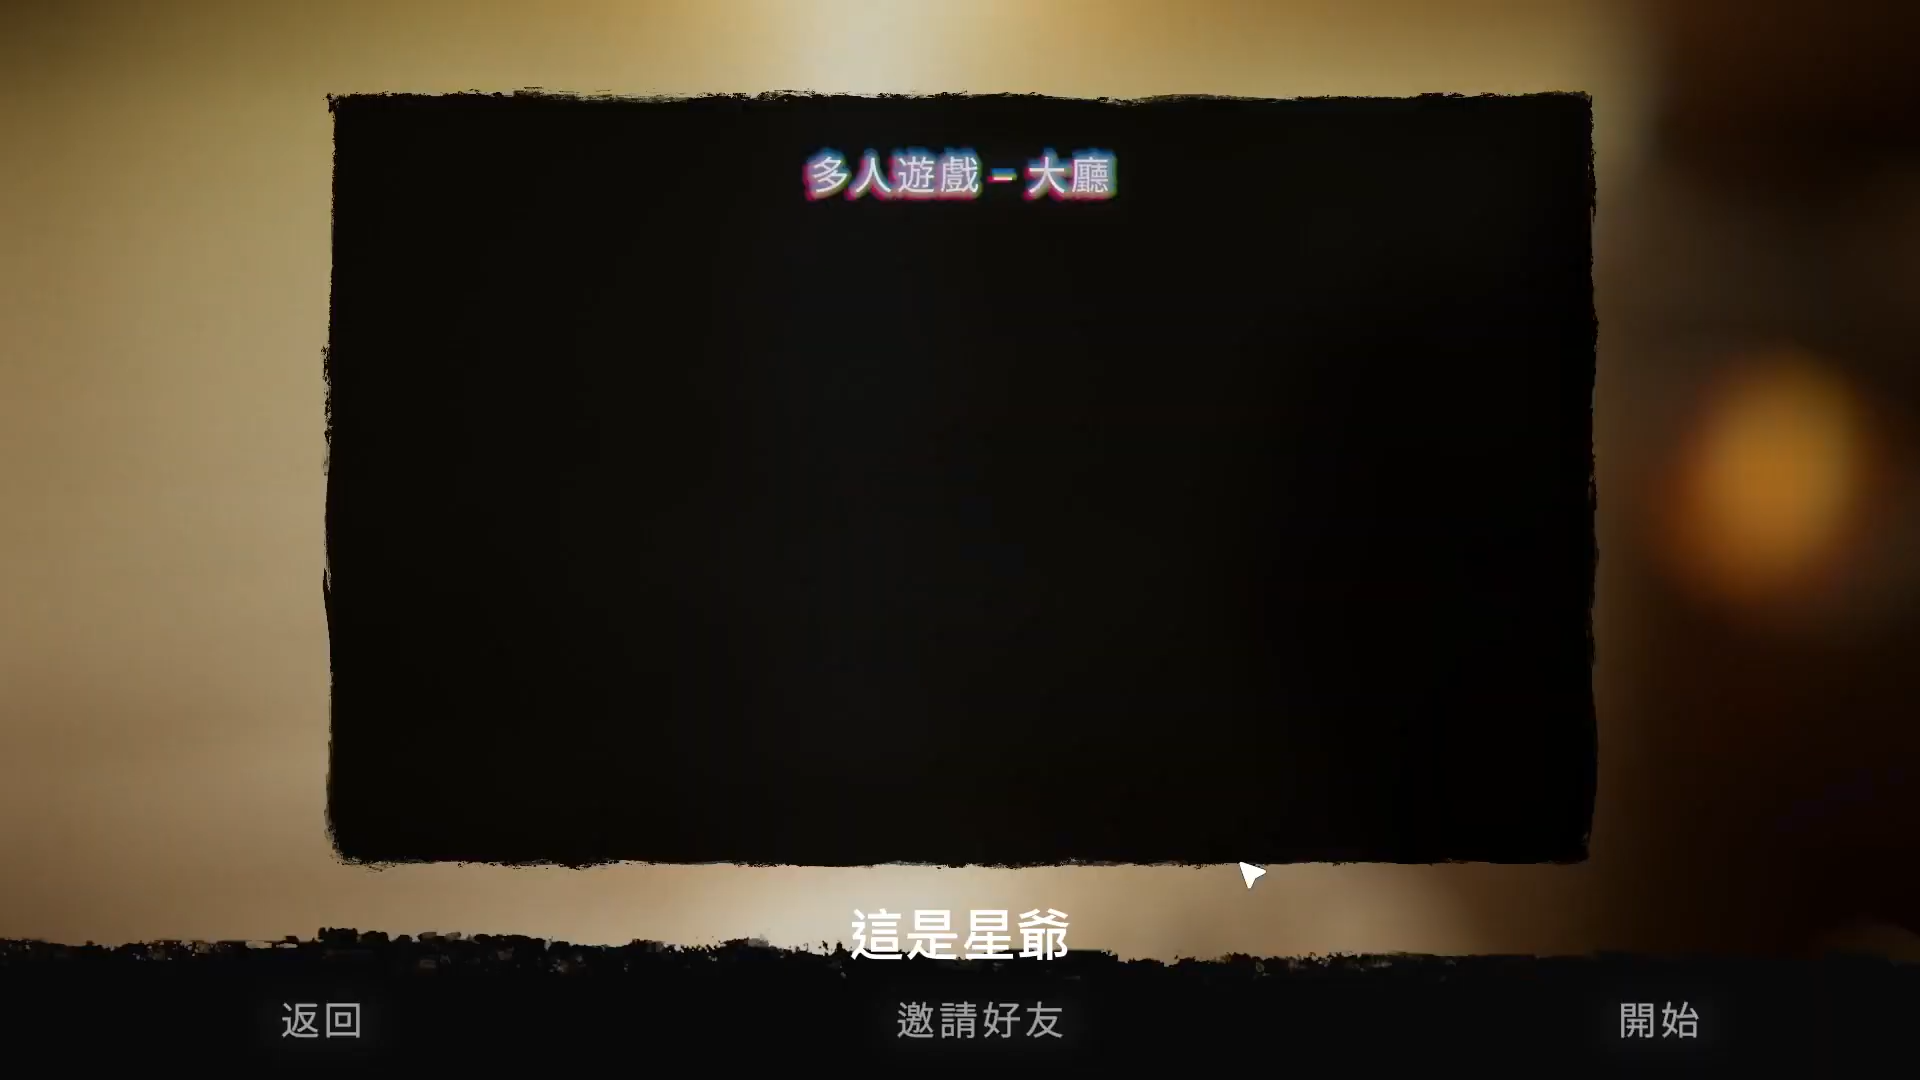 多人遊戲 – 大廳
這是星爺
返回
邀請好友
開始